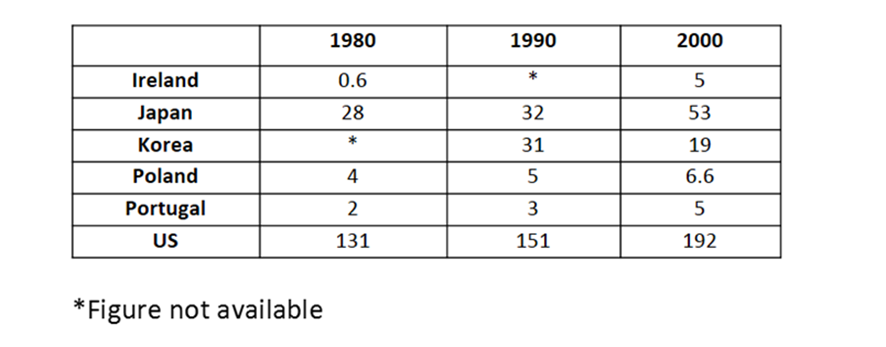 1980 1990 2000
Ireland 0.6 * 5
Japan 28 32 53
Korea * 31 19
Poland 4 5 6.6
Portugal 2 3 5
US 131 151 192
*Figure not available